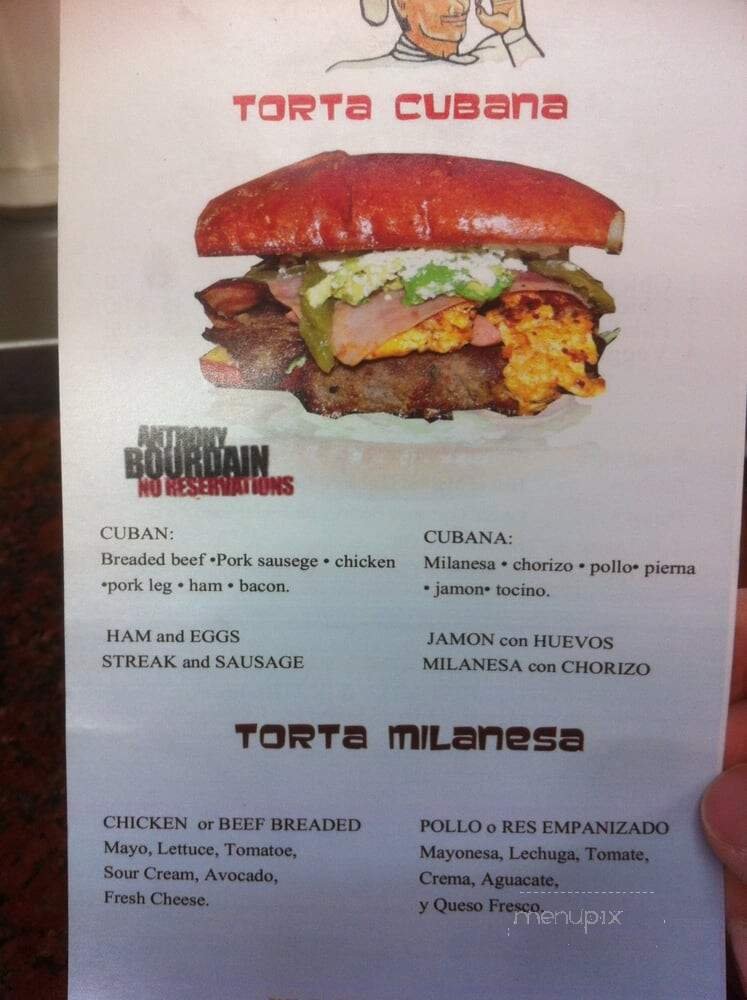 TORTA CUBANA
ANTHONY
BOURDAIN
NO RESERVATIONS
CUBAN:
Breaded beef •Pork sausege • chicken
•pork leg • ham • bacon.
HAM and EGGS
STREAK and SAUSAGE
CUBANA:
Milanesa • chorizo • pollo• pierna
• jamon• tocino.
JAMON con HUEVOS
MILANESA con CHORIZO
TORTA MILANESA
CHICKEN or BEEF BREADED
Mayo, Lettuce, Tomatoe,
Sour Cream, Avocado,
Fresh Cheese.
POLLO o RES EMPANIZADO
Mayonesa, Lechuga, Tomate,
Crema, Aguacate,
y Queso Fresco.
menupix